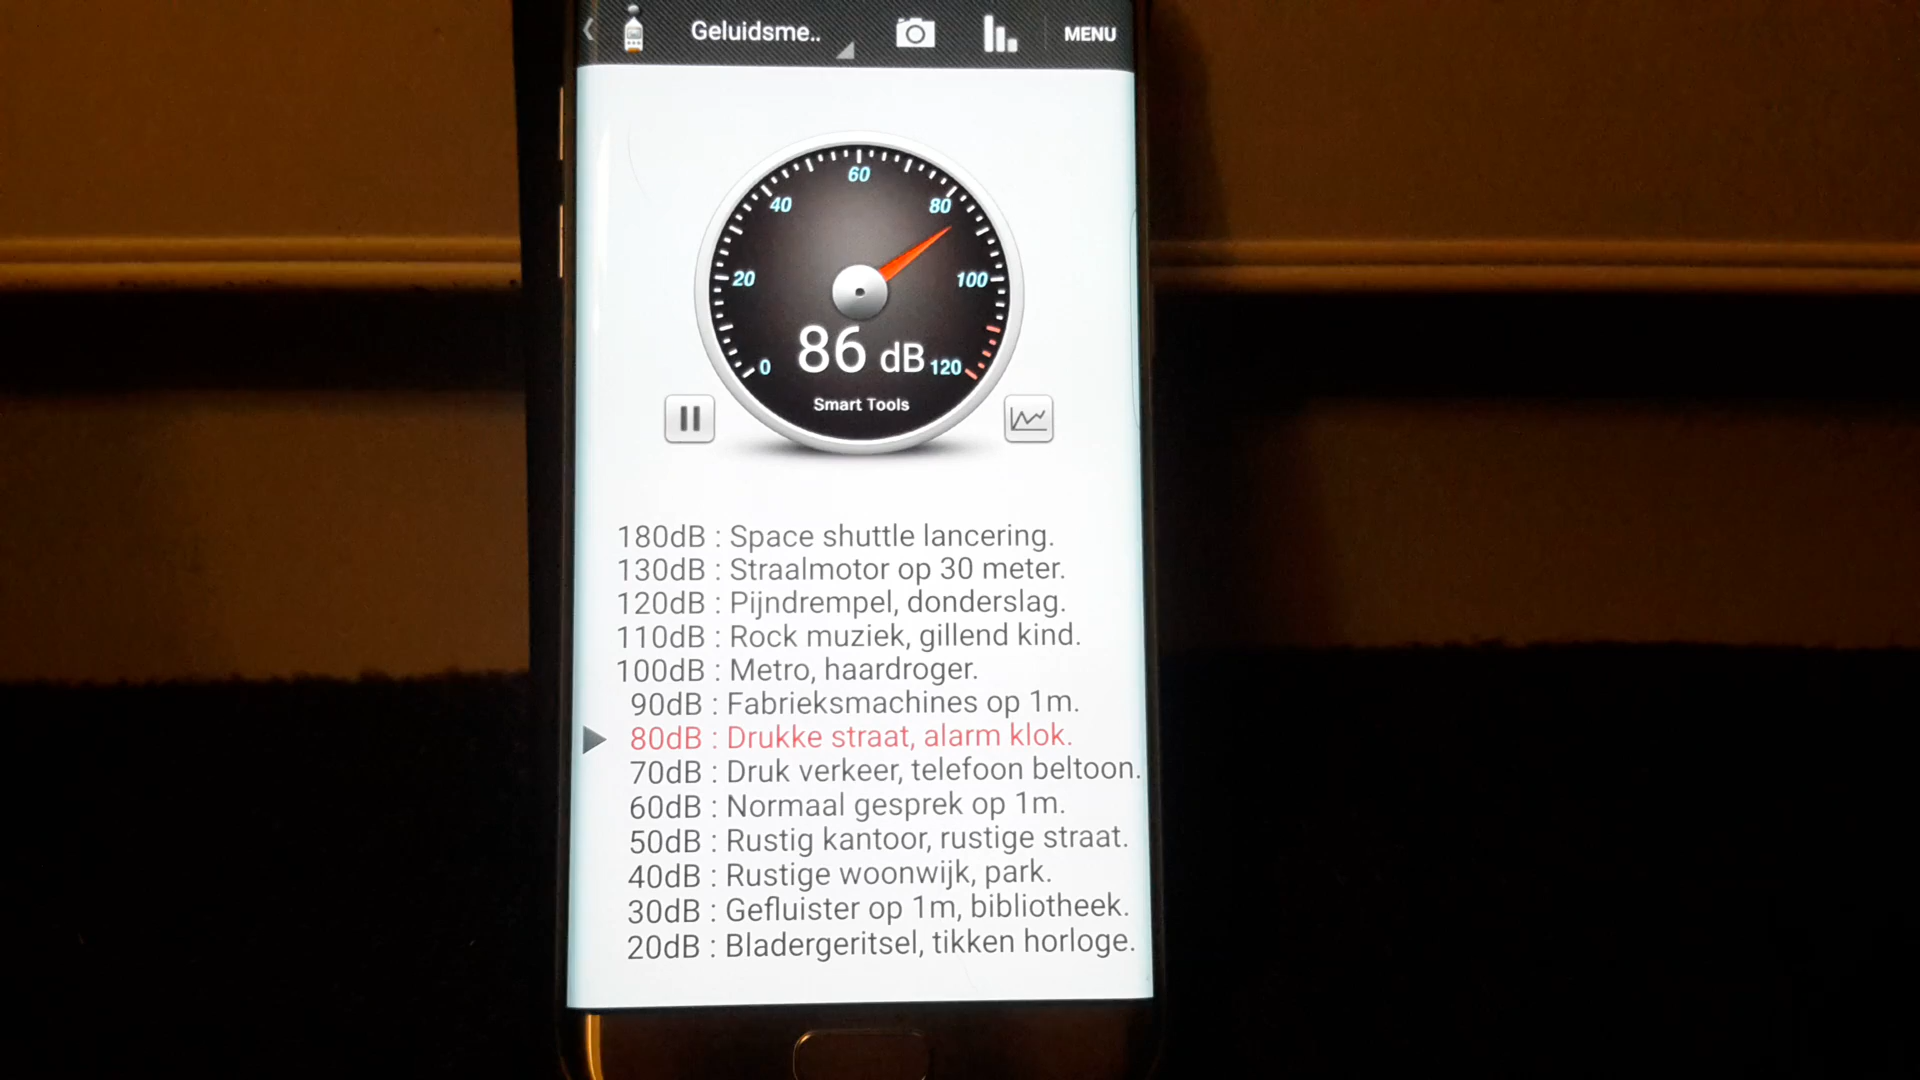 Geluidsme..
MENU
60
40
80
20
100
0
86 dB
120
Smart Tools
180dB : Space shuttle lancering.
130dB : Straalmotor op 30 meter.
120dB : Pijndrempel, donderslag.
110dB : Rock muziek, gillend kind.
100dB : Metro, haardroger.
90dB : Fabrieksmachines op 1m.
80dB : Drukke straat, alarm klok.
70dB : Druk verkeer, telefoon beltoon.
60dB : Normaal gesprek op 1m.
50dB : Rustig kantoor, rustige straat.
40dB : Rustige woonwijk, park.
30dB : Gefluister op 1m, bibliotheek.
20dB : Bladergeritsel, tikken horloge.